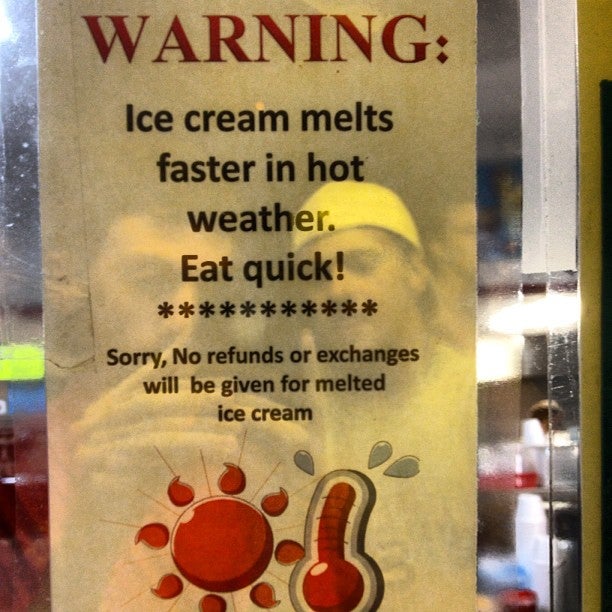 WARNING:
Ice cream melts
faster in hot
weather.
Eat quick!
***********
Sorry, No refunds or exchanges
will be given for melted
ice cream